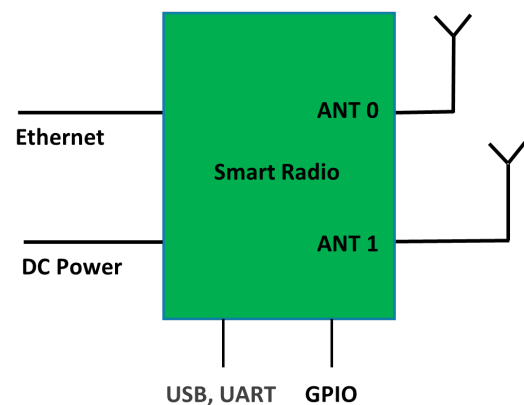 ANT 0
Ethernet
Smart Radio
ANT 1
DC Power
USB, UART GPIO